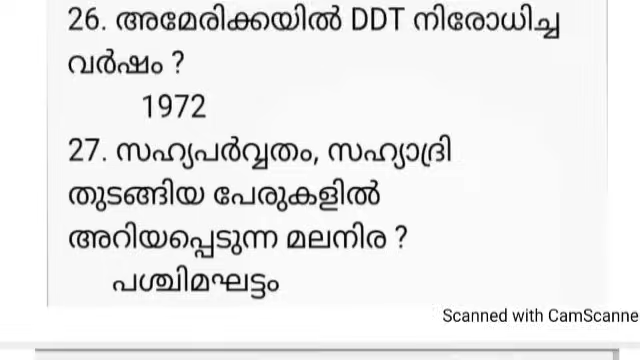 26. അമേരിക്കയിൽ DDT നിരോധിച്ച
വർഷം ?
1972
27. സഹ്യപർവ്വതം, സഹ്യാദ്രി
തുടങ്ങിയ പേരുകളിൽ
അറിയപ്പെടുന്ന മലനിര ?
പശ്ചിമഘട്ടം
Scanned with CamScanne